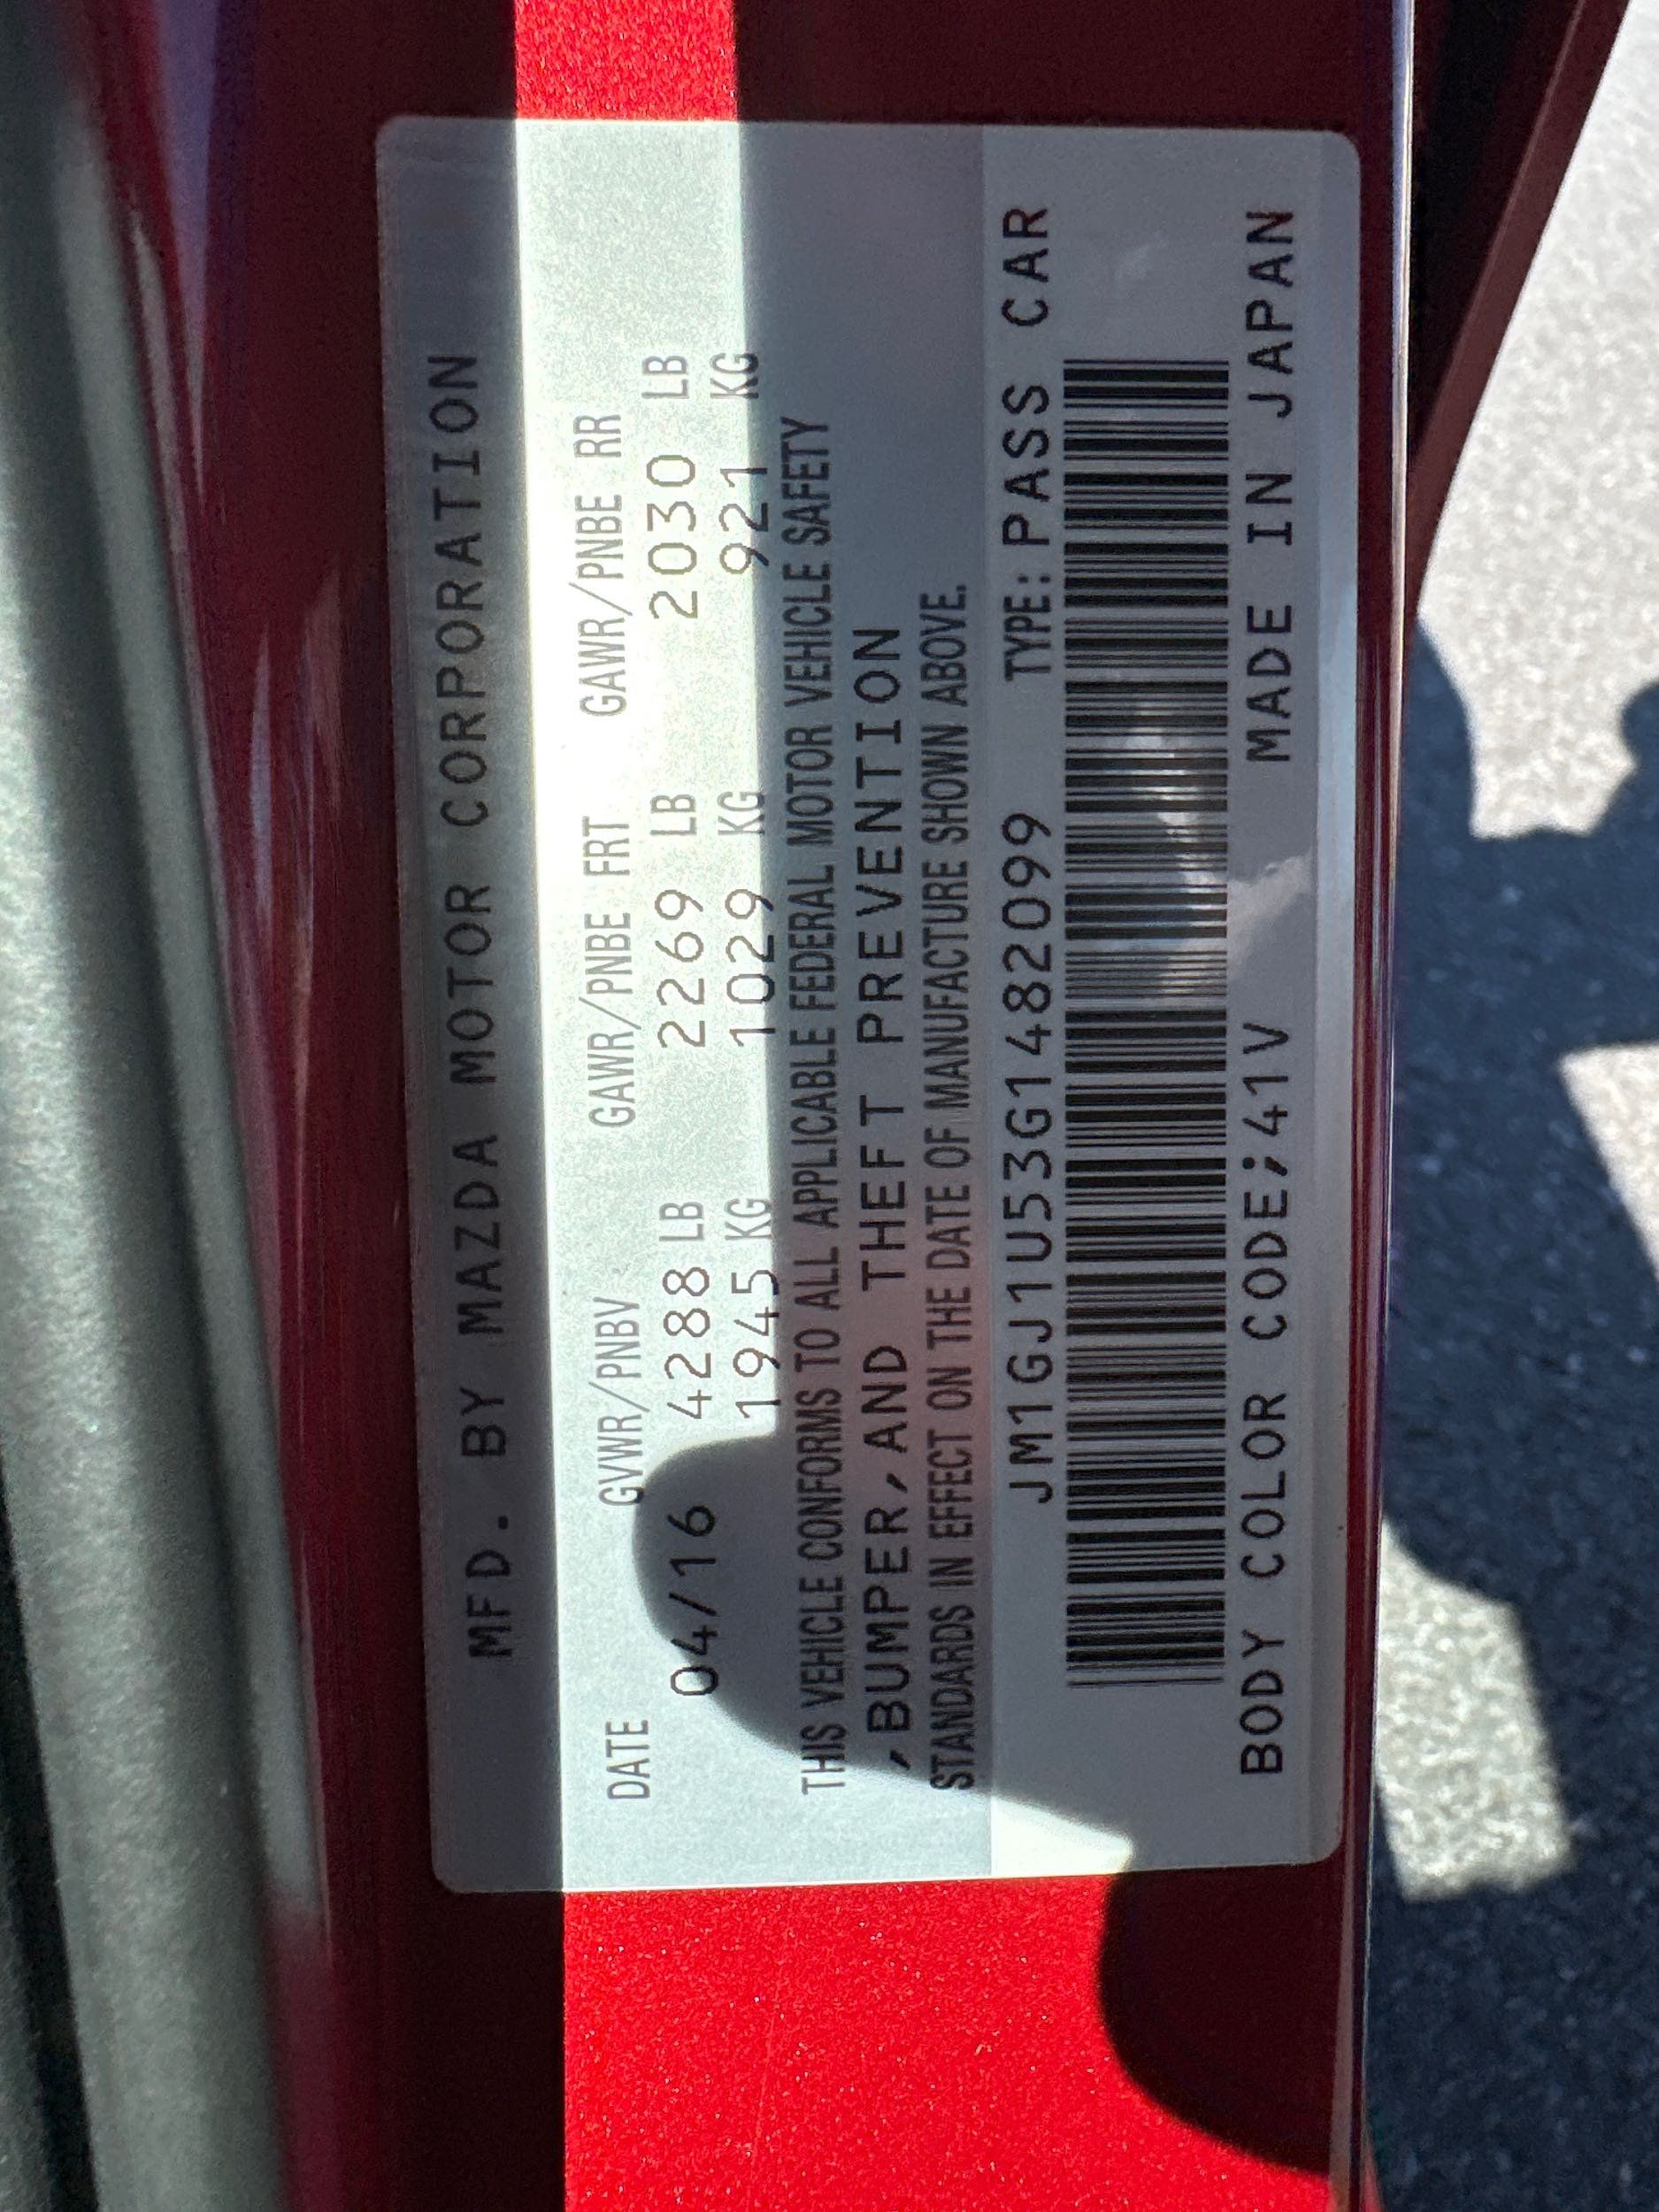 MFD. BY MAZDA MOTOR CORPORATION
DATE GVWR/PNBV GAWR/PNBE FRT GAWR/PNBE RR
04/16 4288 LB 2269 LB 2030 LB
1945 KG 1029 KG 921 KG
THIS VEHICLE CONFORMS TO ALL APPLICABLE FEDERAL MOTOR VEHICLE SAFETY
,BUMPER,AND THEFT PREVENTION
STANDARDS IN EFFECT ON THE DATE OF MANUFACTURE SHOWN ABOVE.
JM1GJ1U53G1482099 TYPE: PASS CAR
BODY COLOR CODE;41V MADE IN JAPAN